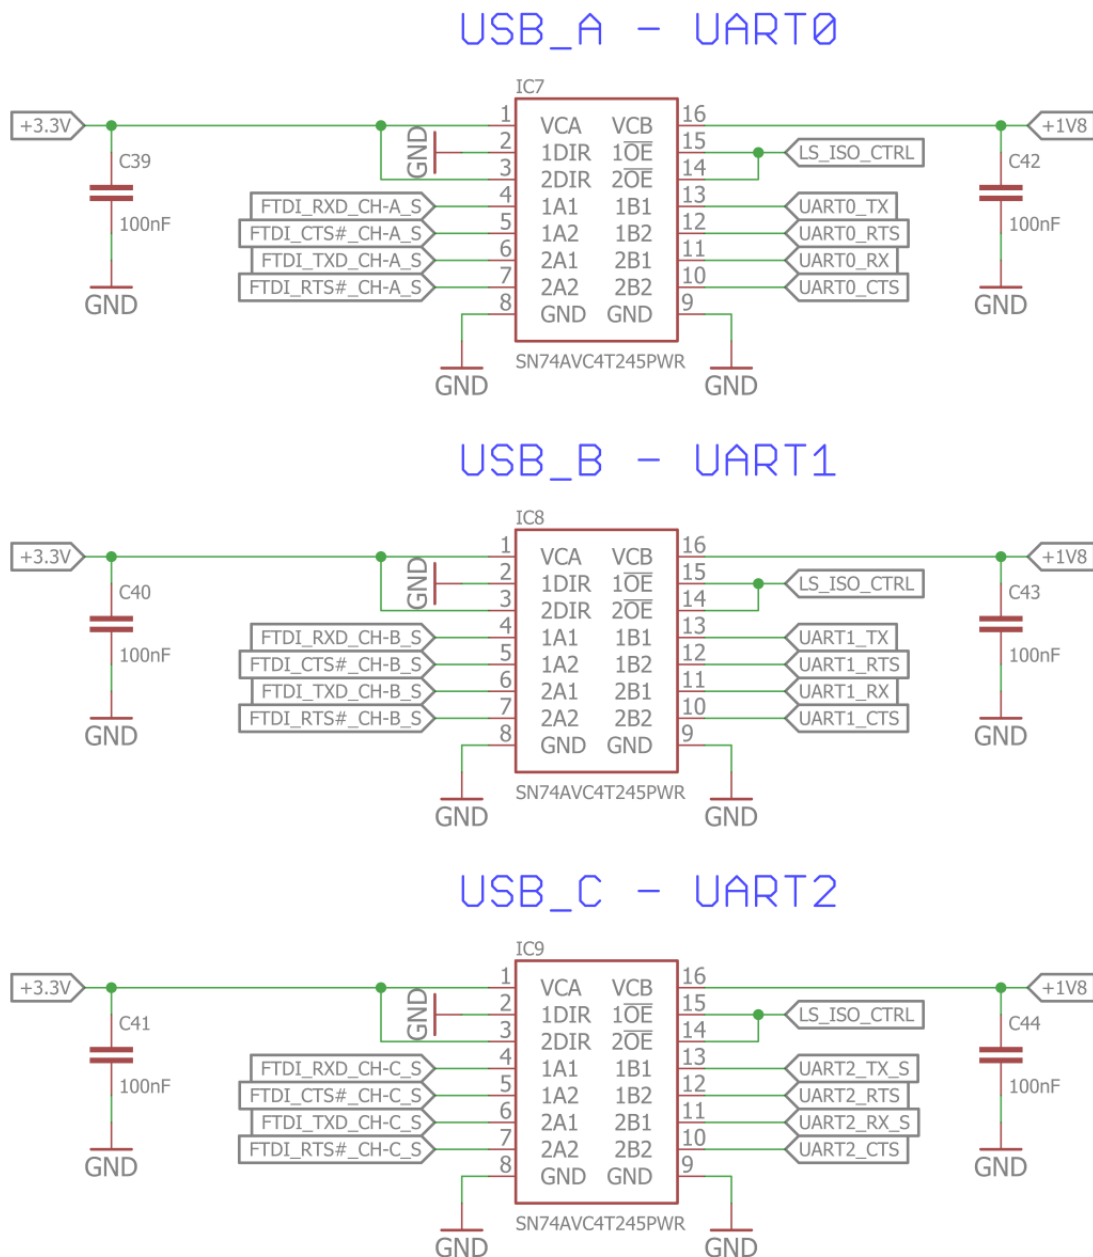 USB_A - UART0
IC7
+3.3V
1 VCA VCB 16
+1V8
GND
2 1DIR 1OE 15
LS_ISO_CTRL
3 2DIR 2OE 14
C39
C42
100nF
100nF
FTDI_RXD_CH-A_S 4 1A1 1B1 13 UART0_TX
FTDI_CTS#_CH-A_S 5 1A2 1B2 12 UART0_RTS
FTDI_TXD_CH-A_S 6 2A1 2B1 11 UART0_RX
FTDI_RTS#_CH-A_S 7 2A2 2B2 10 UART0_CTS
8 GND GND 9
GND
GND
SN74AVC4T245PWR
GND
GND
USB_B - UART1
IC8
+3.3V
1 VCA VCB 16
+1V8
GND
2 1DIR 1OE 15
LS_ISO_CTRL
3 2DIR 2OE 14
C40
C43
100nF
100nF
FTDI_RXD_CH-B_S 4 1A1 1B1 13 UART1_TX
FTDI_CTS#_CH-B_S 5 1A2 1B2 12 UART1_RTS
FTDI_TXD_CH-B_S 6 2A1 2B1 11 UART1_RX
FTDI_RTS#_CH-B_S 7 2A2 2B2 10 UART1_CTS
8 GND GND 9
GND
GND
SN74AVC4T245PWR
GND
GND
USB_C - UART2
IC9
+3.3V
1 VCA VCB 16
+1V8
GND
2 1DIR 1OE 15
LS_ISO_CTRL
3 2DIR 2OE 14
C41
C44
100nF
100nF
FTDI_RXD_CH-C_S 4 1A1 1B1 13 UART2_TX_S
FTDI_CTS#_CH-C_S 5 1A2 1B2 12 UART2_RTS
FTDI_TXD_CH-C_S 6 2A1 2B1 11 UART2_RX_S
FTDI_RTS#_CH-C_S 7 2A2 2B2 10 UART2_CTS
8 GND GND 9
GND
GND
SN74AVC4T245PWR
GND
GND